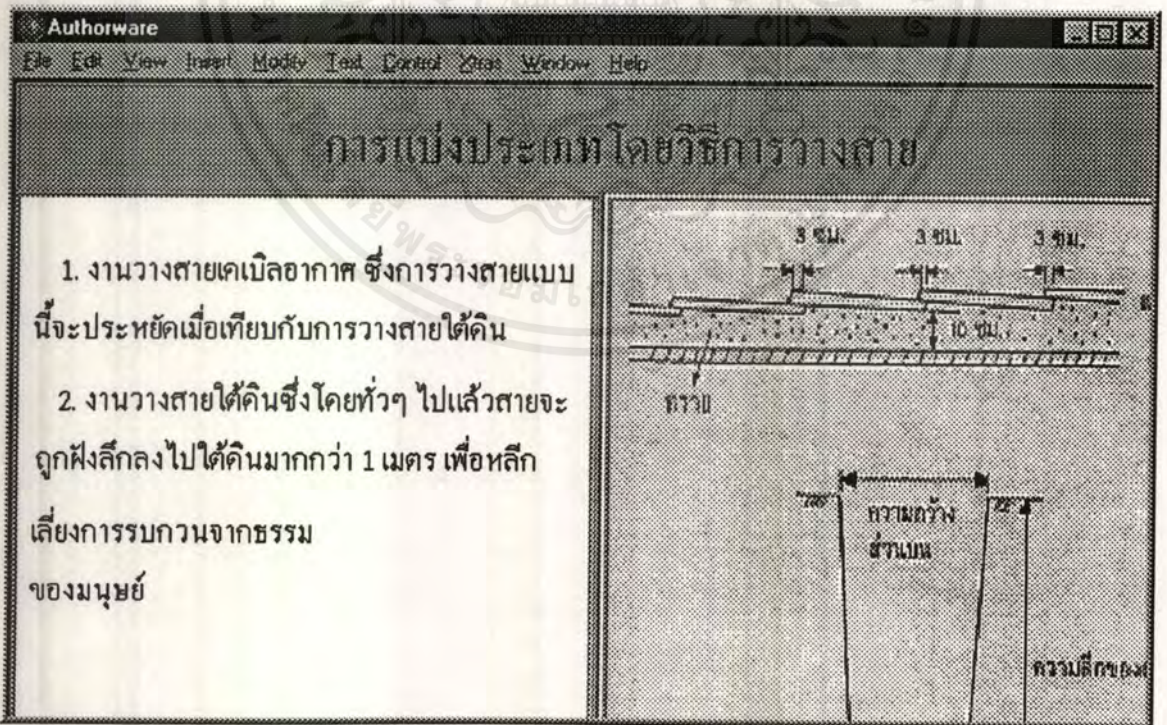 Authorware
File Edit View Insert Modify Text Control Xtras Window Help
การแบ่งประเภทโดยวิธีการวางสาย
1. งานวางสายเคเบิลอากาศ ซึ่งการวางสายแบบ
นี้จะประหยัดเมื่อเทียบกับการวางสายใต้ดิน
2. งานวางสายใต้ดินซึ่งโดยทั่วๆ ไปแล้วสายจะ
ถูกฝังลึกลงไปใต้ดินมากกว่า 1 เมตร เพื่อหลีก
เลี่ยงการรบกวนจากธรรม
ของมนุษย์
3 ซม. 3 ซม. 3 ซม.
10 ซม.
ทราย
ความกว้าง
ส่วนบน
ความลึกของ